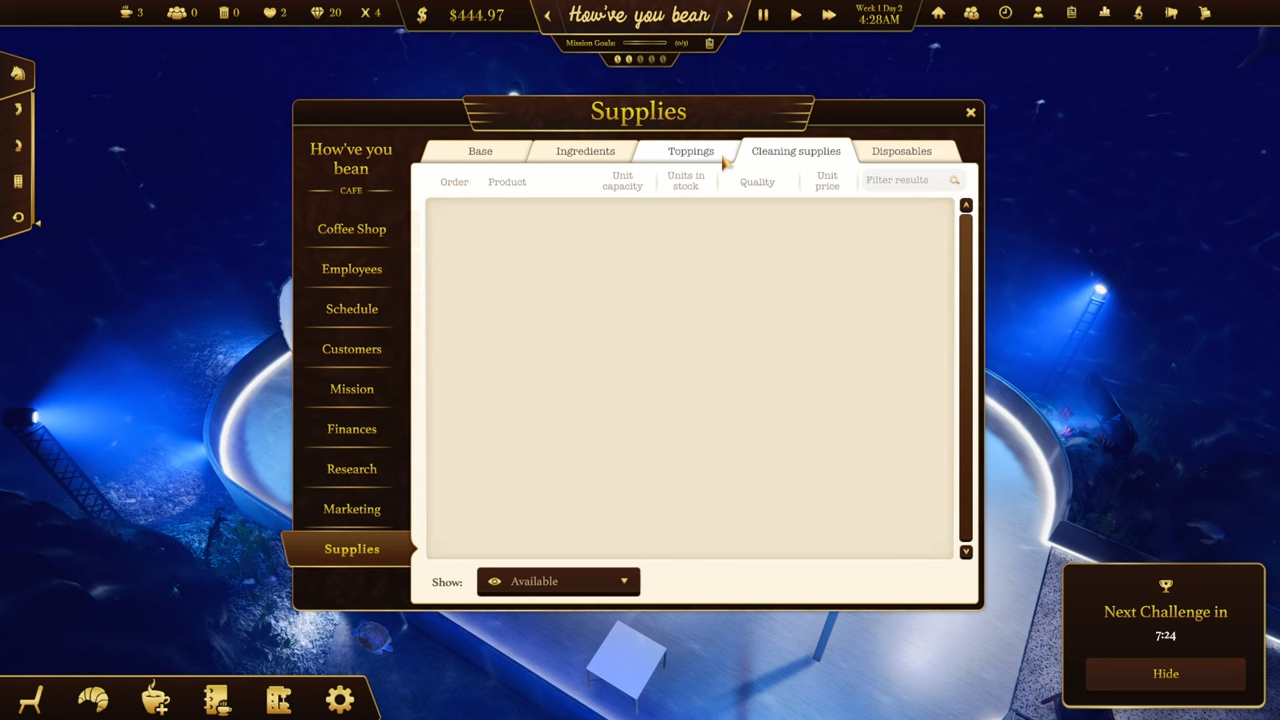 3
0
0
2
20
4
$ $444.97
How've you bean
Week 1 Day 2
4:28AM
Mission Goals:
(0/3)
Supplies
How've you
bean
CAFE
Coffee Shop
Employees
Schedule
Customers
Mission
Finances
Research
Marketing
Supplies
Base
Ingredients
Toppings
Cleaning supplies
Disposables
Order
Product
Unit
capacity
Units in
stock
Quality
Unit
price
Filter results
Show:
Available
Next Challenge in
7:24
Hide